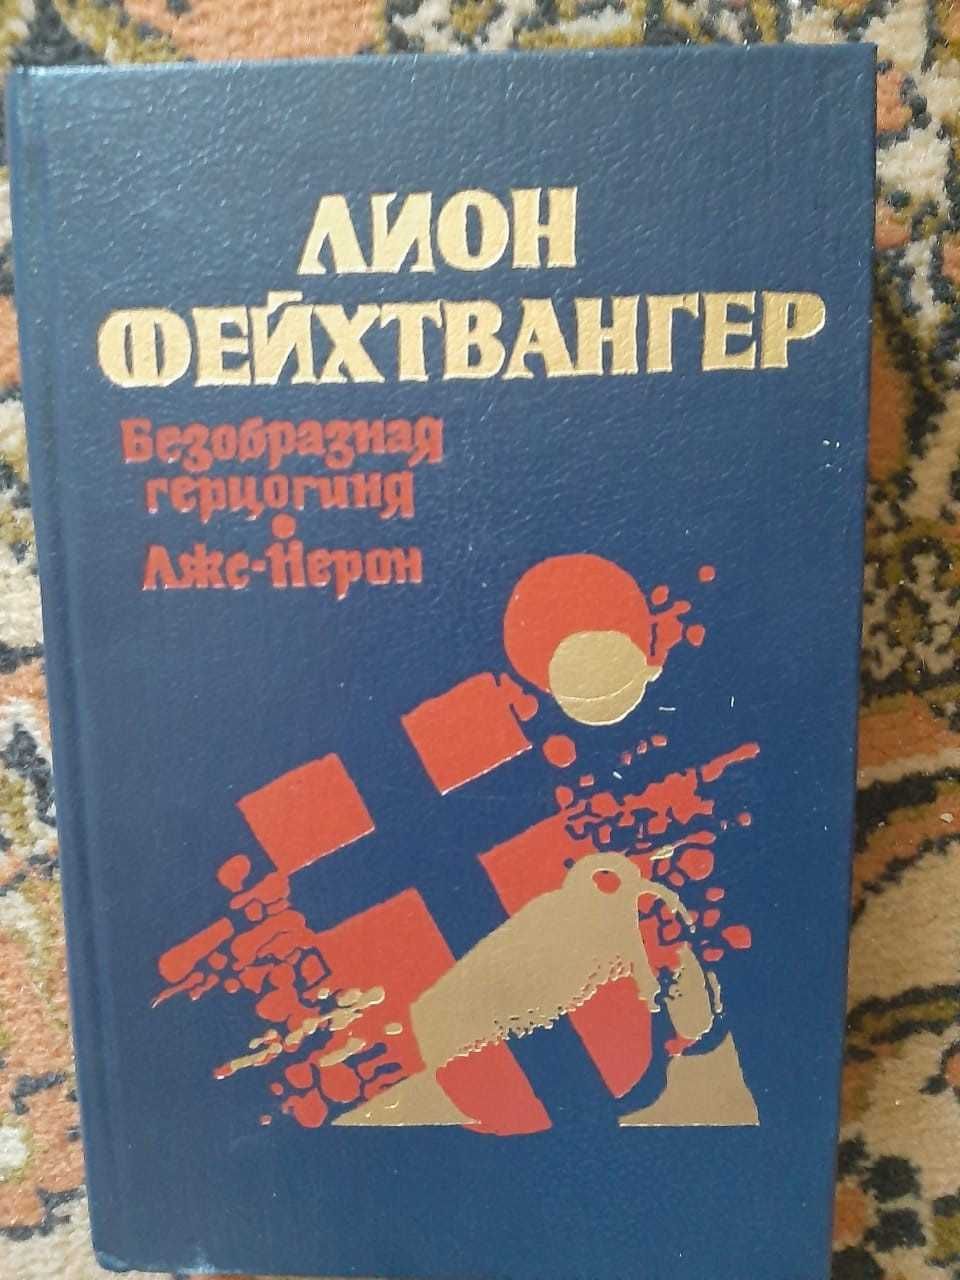 ЛИОН
ФЕЙХТВАНГЕР
Безобразная
герцогиня
•
Лже-Нерон